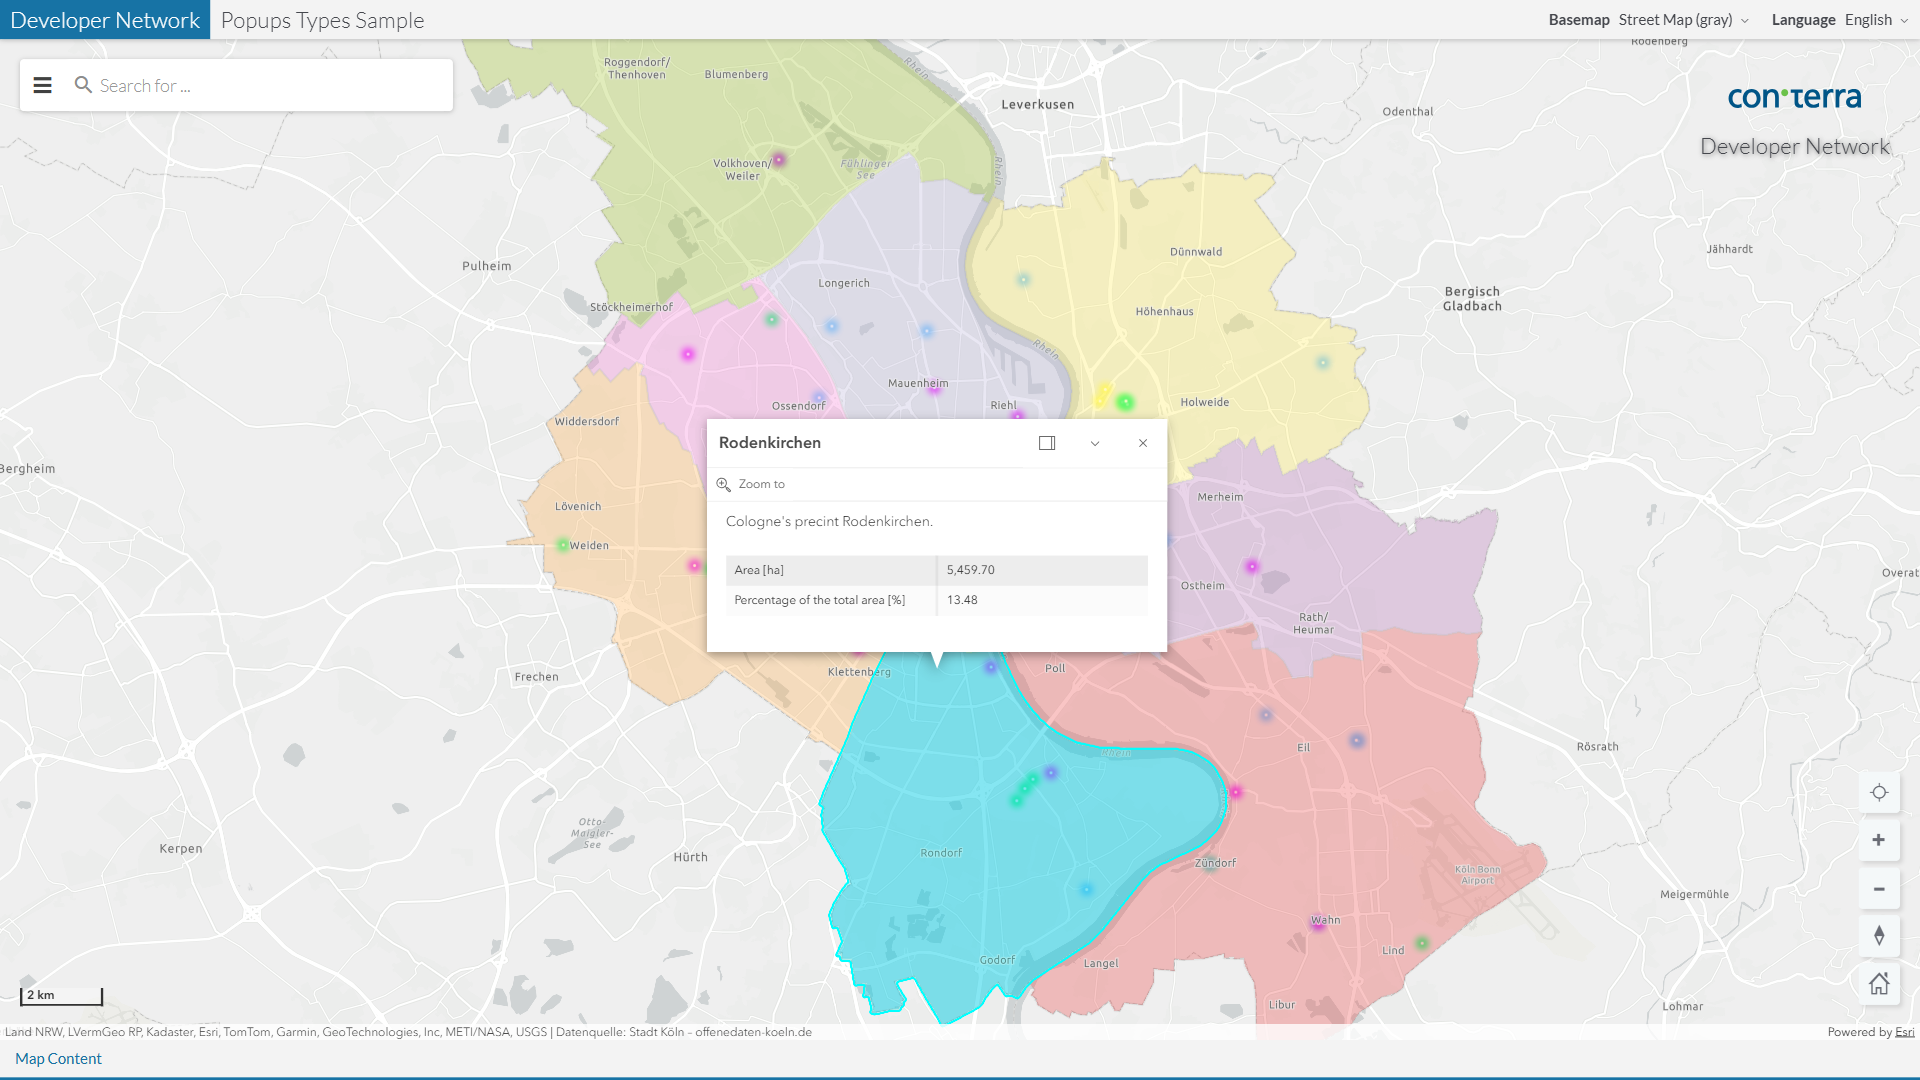 Developer Network
Popups Types Sample
Basemap Street Map (gray)
Language English
Search for ...
con terra
Developer Network
Rodenberg
Roggendorf/
Thenhoven
Blumenberg
Rhein
Leverkusen
Odenthal
Volkhoven/
Weiler
Fühlinger
See
Rhein
Dünnwald
Jähhardt
Pulheim
Longerich
Stöckheimerhof
Höhenhaus
Bergisch
Gladbach
Rhein
Mauenheim
Ossendorf
Riehl
Holweide
Widdersdorf
Bergheim
Rodenkirchen
Zoom to
Cologne's precint Rodenkirchen.
Area [ha] 5,459.70
Percentage of the total area [%] 13.48
Merheim
Lövenich
Weiden
Ostheim
Overat
Rath/
Heumar
Frechen
Klettenberg
Poll
Rhein
Eil
Rösrath
Otto-
Maigler-
See
Kerpen
Hürth
Rondorf
Zündorf
Köln Bonn
Airport
Meigermühle
Wahn
Lind
Godorf
Langel
Libur
Lohmar
2 km
Land NRW, LVermGeo RP, Kadaster, Esri, TomTom, Garmin, GeoTechnologies, Inc, METI/NASA, USGS | Datenquelle: Stadt Köln - offenedaten-koeln.de
Powered by Esri
Map Content